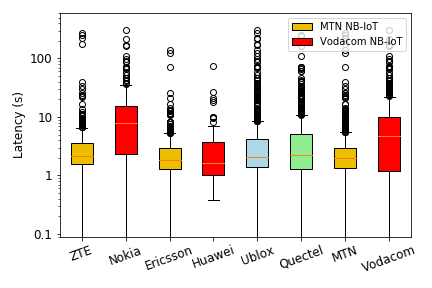 MTN NB-IoT
Vodacom NB-IoT
Latency (s)
100
10
1
0.1
ZTE
Nokia
Ericsson
Huawei
Ublox
Quectel
MTN
Vodacom